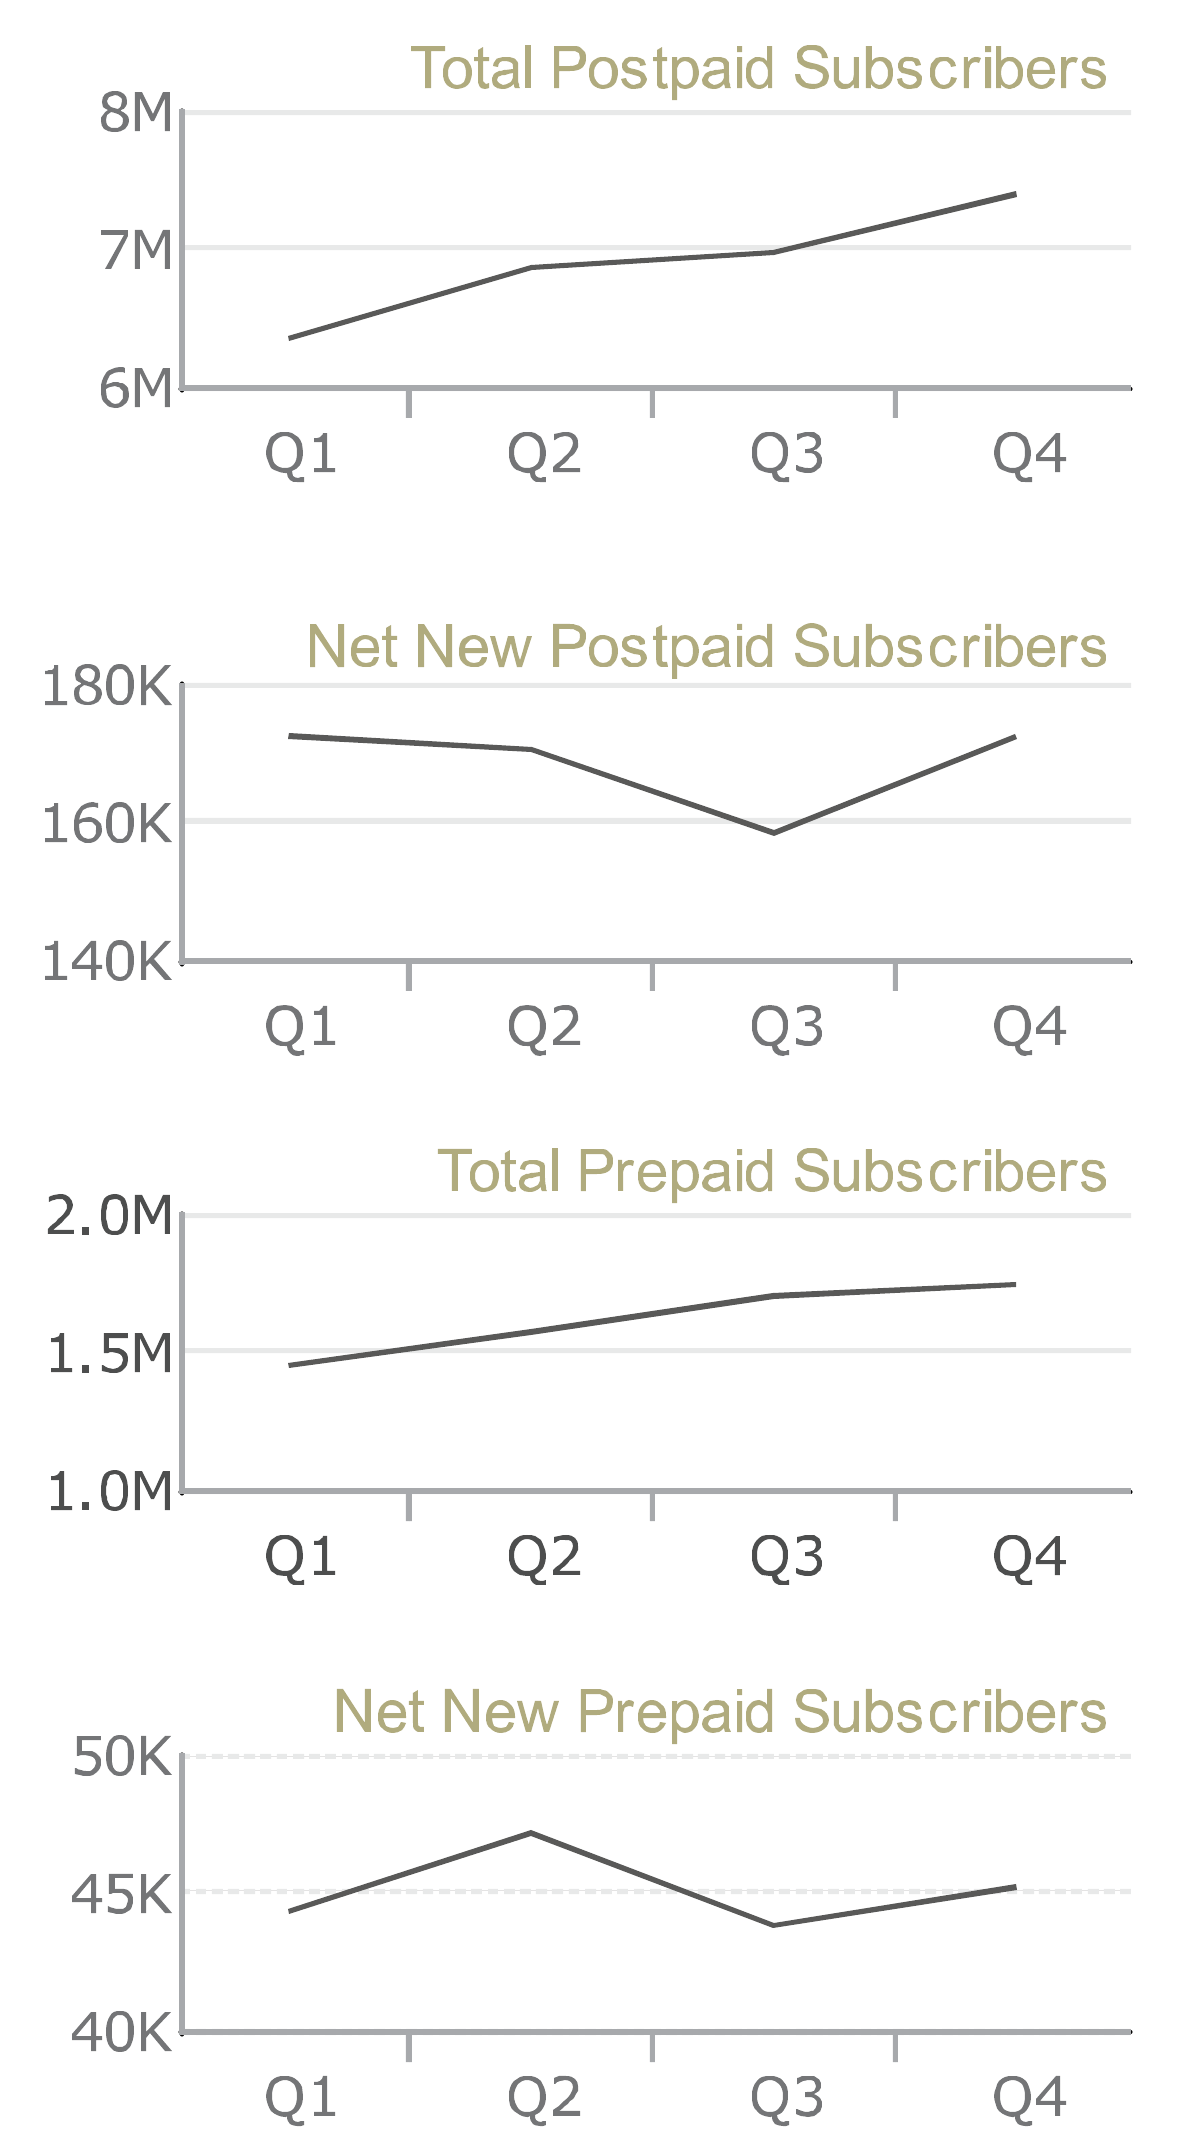 Total Postpaid Subscribers
8M
7M
6M
Q1 Q2 Q3 Q4
Net New Postpaid Subscribers
180K
160K
140K
Q1 Q2 Q3 Q4
Total Prepaid Subscribers
2.0M
1.5M
1.0M
Q1 Q2 Q3 Q4
Net New Prepaid Subscribers
50K
45K
40K
Q1 Q2 Q3 Q4